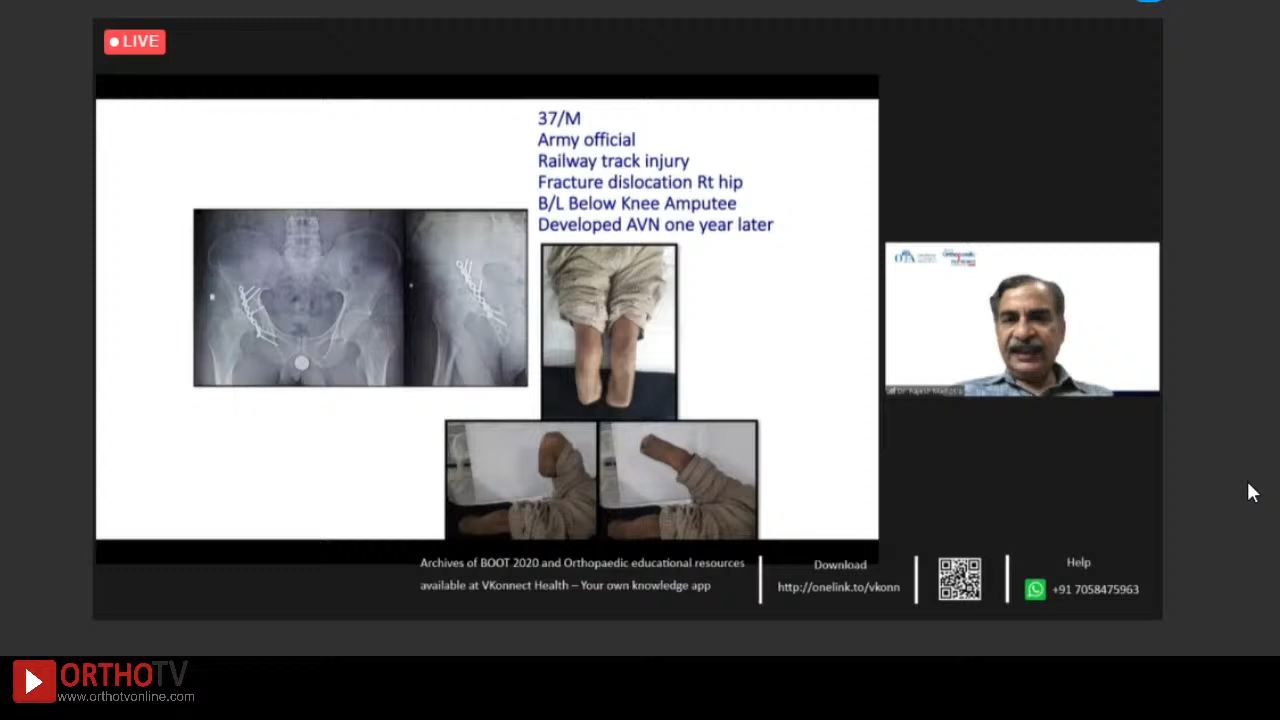 LIVE
37/M
Army official
Railway track injury
Fracture dislocation Rt hip
B/L Below Knee Amputee
Developed AVN one year later
R
OTA
Archives of BOOT 2020 and Orthopaedic educational resources
available at VKonnect Health – Your own knowledge app
Download
http://onelink.to/vkonn
Help
+91 7058475963
ORTHOTV
www.orthotvonline.com